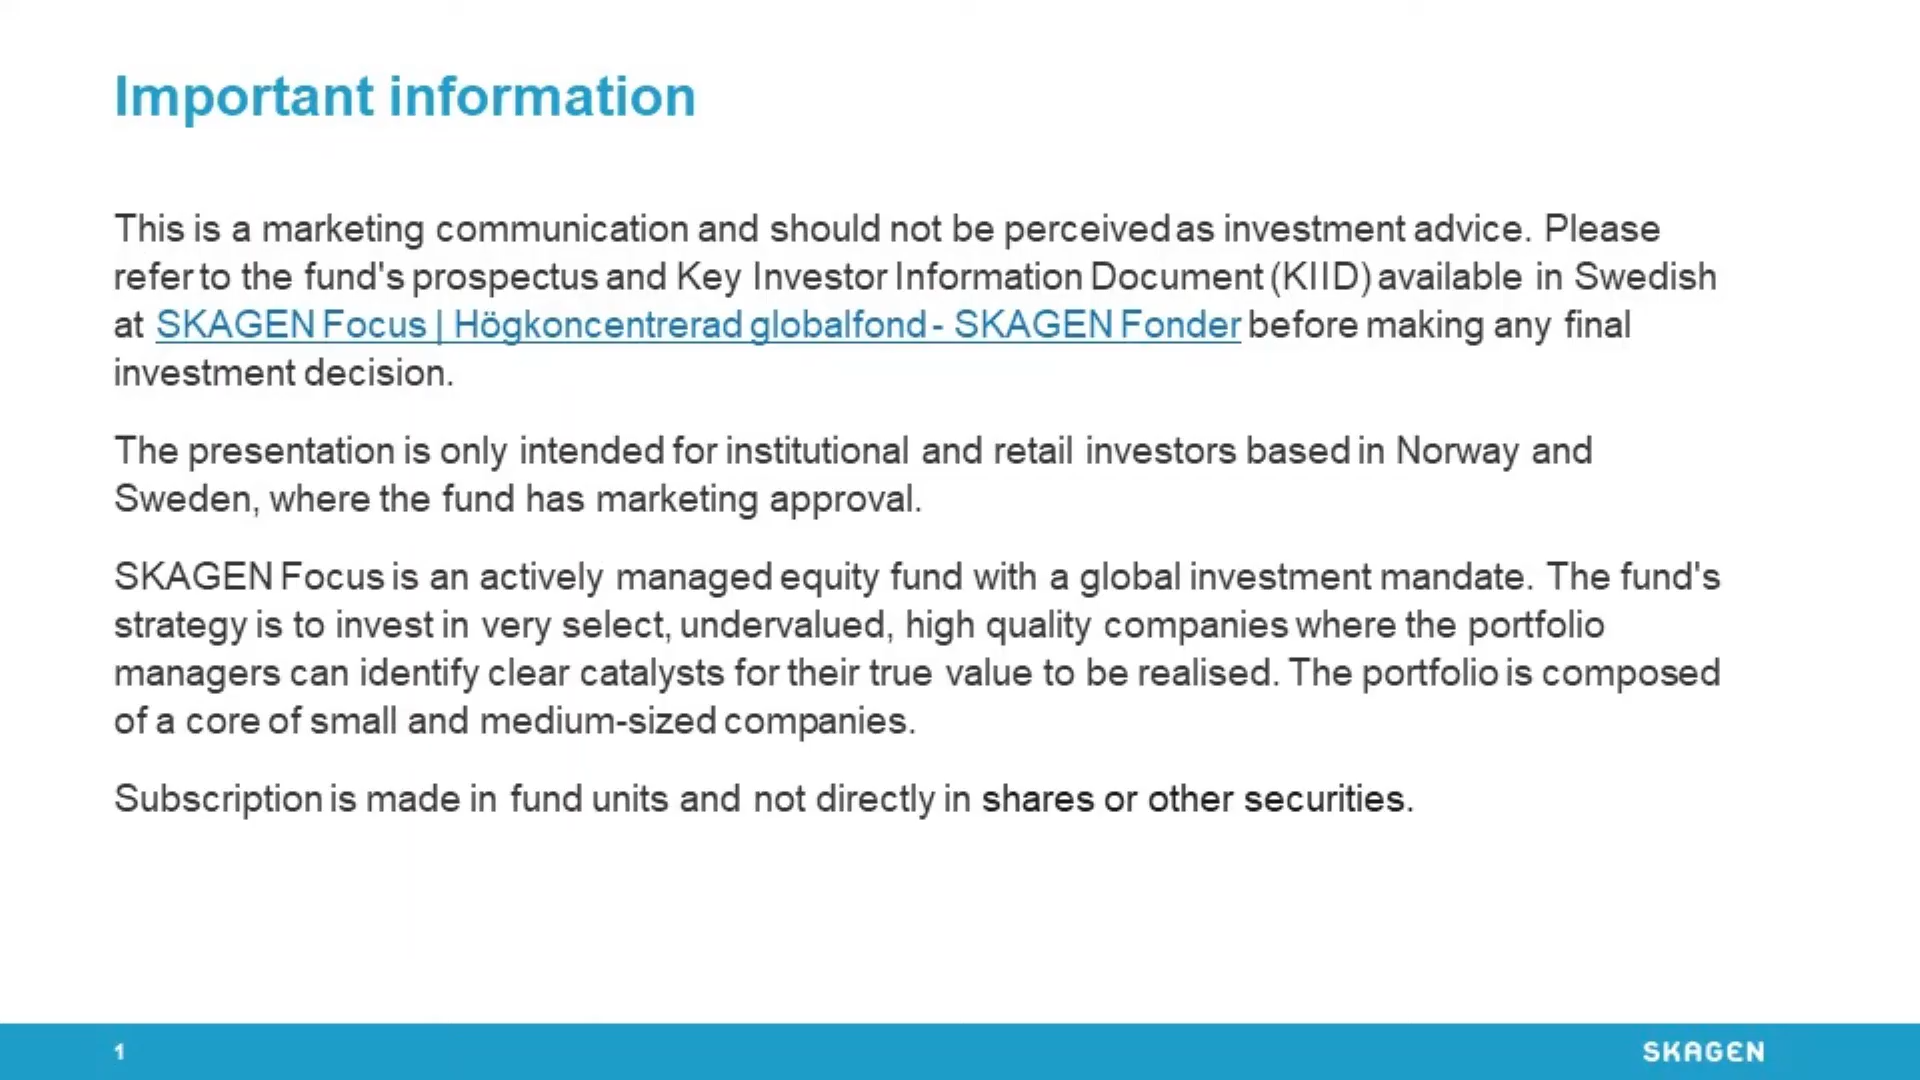 Important information
This is a marketing communication and should not be perceived as investment advice. Please
refer to the fund's prospectus and Key Investor Information Document (KIID) available in Swedish
at SKAGEN Focus | Högkoncentrerad globalfond - SKAGEN Fonder before making any final
investment decision.
The presentation is only intended for institutional and retail investors based in Norway and
Sweden, where the fund has marketing approval.
SKAGEN Focus is an actively managed equity fund with a global investment mandate. The fund's
strategy is to invest in very select, undervalued, high quality companies where the portfolio
managers can identify clear catalysts for their true value to be realised. The portfolio is composed
of a core of small and medium-sized companies.
Subscription is made in fund units and not directly in shares or other securities.
1
SKAGEN